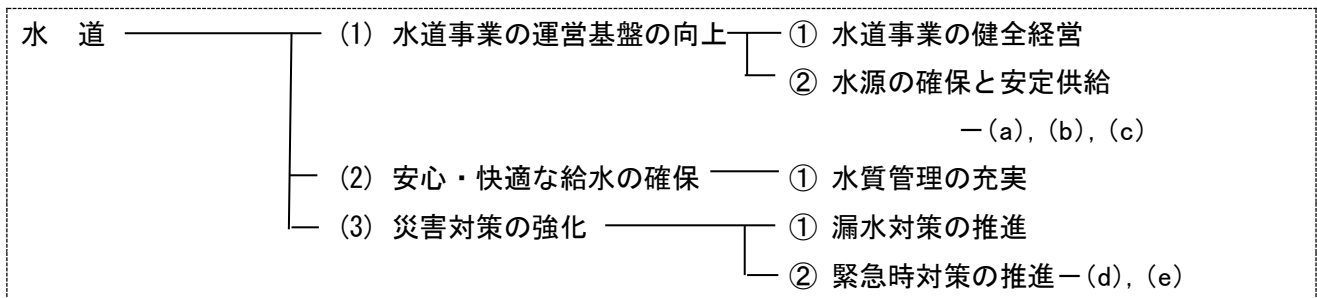 水 道 (1) 水道事業の運営基盤の向上 ① 水道事業の健全経営
② 水源の確保と安定供給
－(a), (b), (c)
(2) 安心・快適な給水の確保 ① 水質管理の充実
(3) 災害対策の強化 ① 漏水対策の推進
② 緊急時対策の推進－(d), (e)